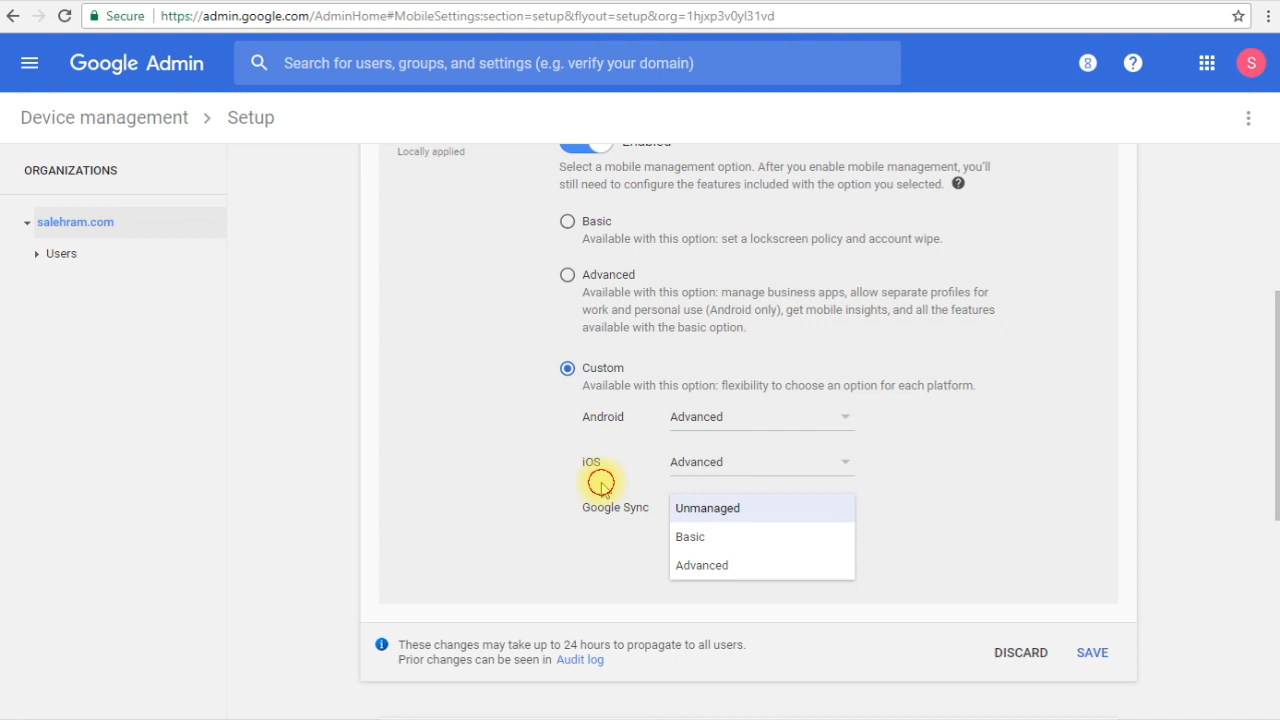 Secure
https://admin.google.com/AdminHome#MobileSettings:section=setup&flyout=setup&org=1hjxp3v0yl31vd
Google Admin
Search for users, groups, and settings (e.g. verify your domain)
8
?
S
Device management > Setup
ORGANIZATIONS
salehram.com
Users
Locally applied
Enabled
Select a mobile management option. After you enable mobile management, you'll
still need to configure the features included with the option you selected. ?
Basic
Available with this option: set a lockscreen policy and account wipe.
Advanced
Available with this option: manage business apps, allow separate profiles for
work and personal use (Android only), get mobile insights, and all the features
available with the basic option.
Custom
Available with this option: flexibility to choose an option for each platform.
Android Advanced
iOS Advanced
Google Sync Unmanaged
Basic
Advanced
These changes may take up to 24 hours to propagate to all users.
Prior changes can be seen in Audit log
DISCARD SAVE